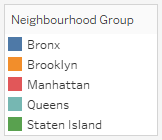 Neighbourhood Group
Bronx
Brooklyn
Manhattan
Queens
Staten Island